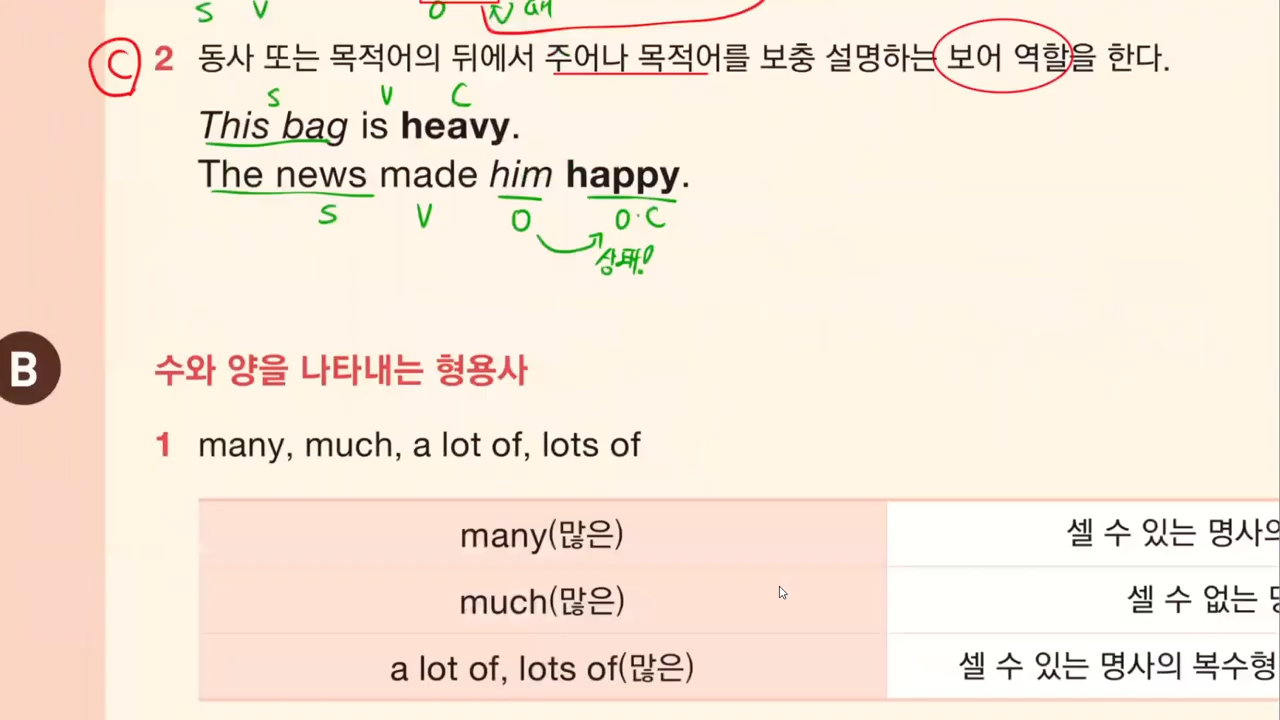 S V O
C 2 동사 또는 목적어의 뒤에서 주어나 목적어를 보충 설명하는 보어 역할을 한다.
S V C
This bag is heavy.
The news made him happy.
S V O O·C
상태!
B 수와 양을 나타내는 형용사
1 many, much, a lot of, lots of
many(많은) 셀 수 있는 명사의
much(많은) 셀 수 없는
a lot of, lots of(많은) 셀 수 있는 명사의 복수형